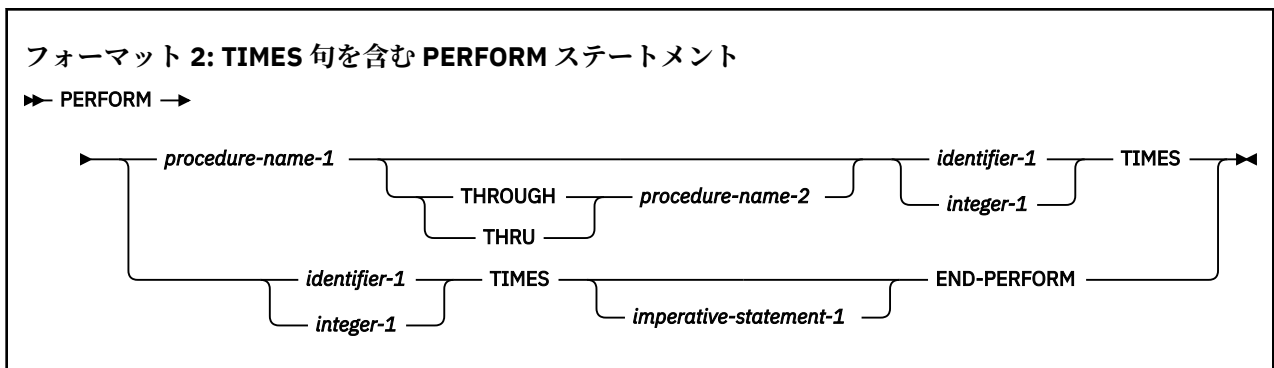 フォーマット 2: TIMES 句を含む PERFORM ステートメント
PERFORM
procedure-name-1 identifier-1 TIMES
THROUGH procedure-name-2 integer-1
THRU
identifier-1 TIMES END-PERFORM
integer-1 imperative-statement-1